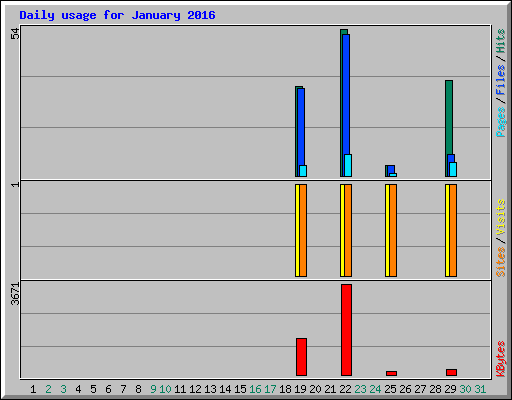 Daily usage for January 2016
54
Pages / Files / Hits
1
Sites / Visits
3671
KBytes
1 2 3 4 5 6 7 8 9 10 11 12 13 14 15 16 17 18 19 20 21 22 23 24 25 26 27 28 29 30 31